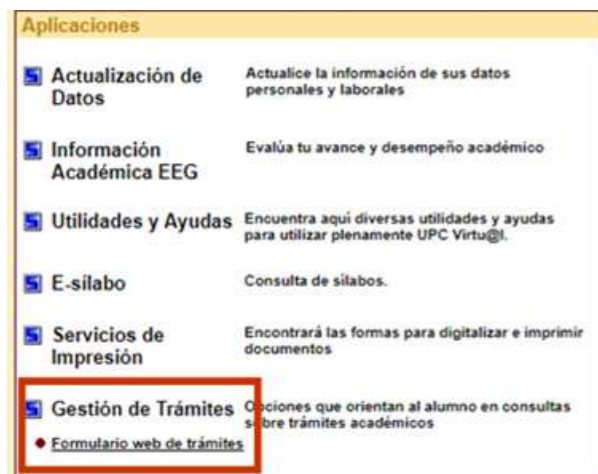 Aplicaciones
Actualización de Datos
Actualice la información de sus datos
personales y laborales
Información
Académica EEG
Evalúa tu avance y desempeño académico
Utilidades y Ayudas
Encuentra aquí diversas utilidades y ayudas
para utilizar plenamente UPC Virtu@l.
E-sílabo
Consulta de sílabos.
Servicios de
Impresión
Encontrará las formas para digitalizar e imprimir
documentos
Gestión de Trámites
Opciones que orientan al alumno en consultas
sobre trámites académicos
Formulario web de trámites